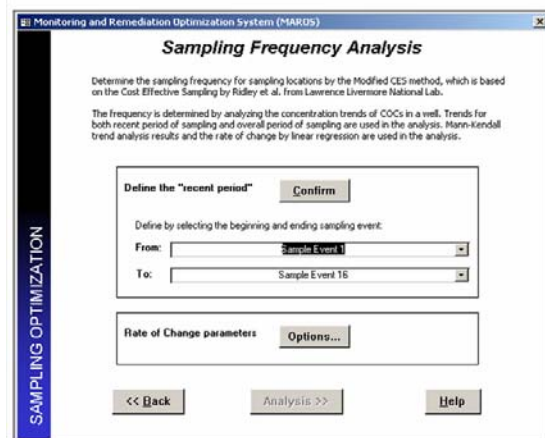 Monitoring and Remediation Optimization System (MAROS)
Sampling Frequency Analysis
Determine the sampling frequency for sampling locations by the Modified CES method, which is based
on the Cost Effective Sampling by Ridley et al. from Lawrence Livermore National Lab.
The frequency is determined by analyzing the concentration trends of COCs in a well. Trends for
both recent period of sampling and overall period of sampling are used in the analysis. Mann-Kendall
trend analysis results and the rate of change by linear regression are used in the analysis.
Define the "recent period"
Confirm
Define by selecting the beginning and ending sampling event:
From: Sample Event 1
To: Sample Event 16
Rate of Change parameters
Options...
<< Back
Analysis >>
Help
SAMPLING OPTIMIZATION